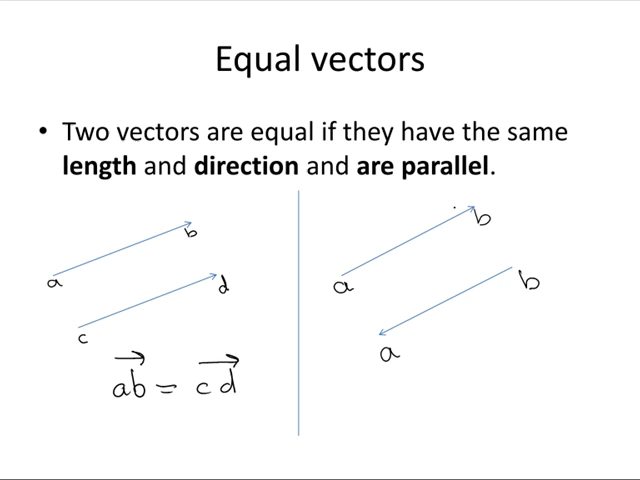 Equal vectors
• Two vectors are equal if they have the same
length and direction and are parallel.
b
a
d
c
ab = cd
b
a
b
a